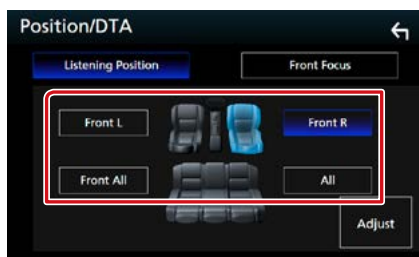 Position/DTA
Listening Position
Front Focus
Front L
Front R
Front All
All
Adjust